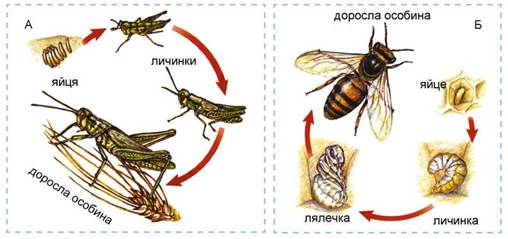 А
яйця
личинки
доросла особина
Б
доросла особина
яйце
личинка
лялечка